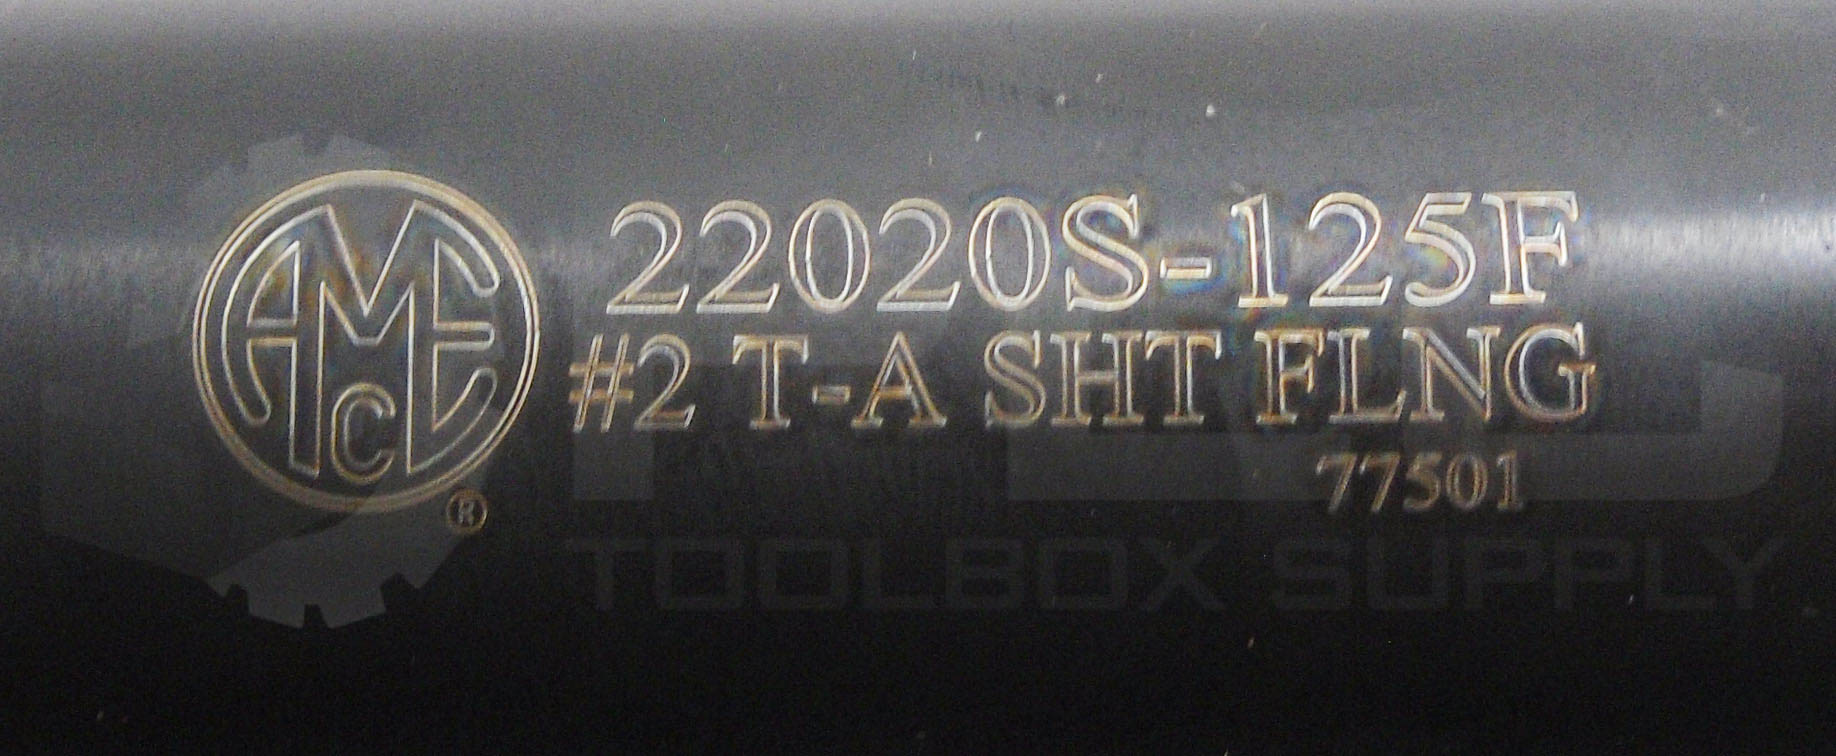 AMEC
®
22020S-125F
#2 T-A SHT FLNG
77501
TOOLBOX SUPPLY